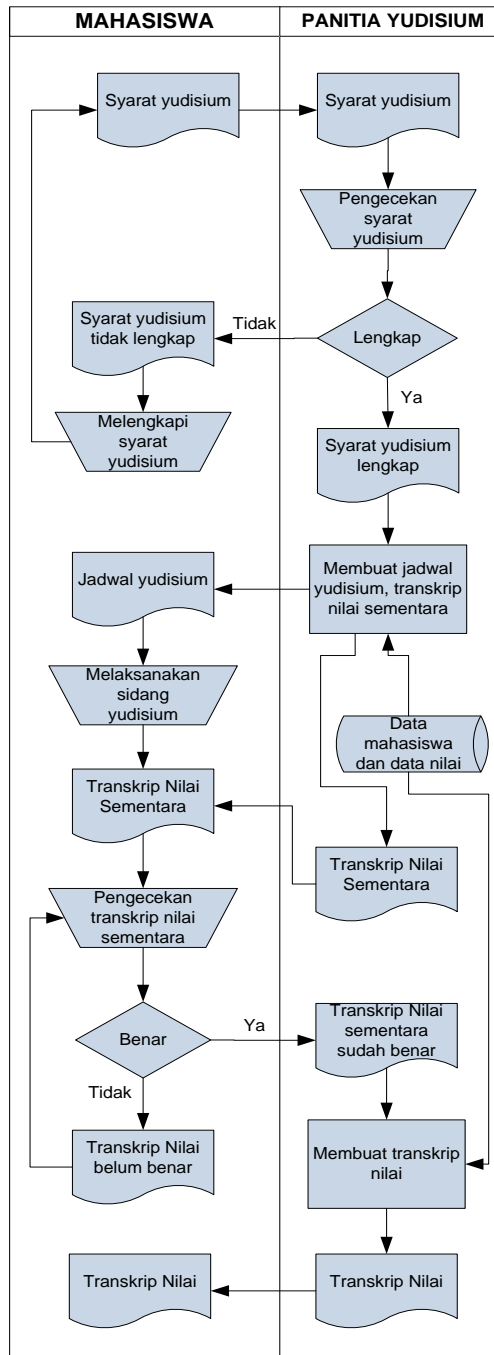 MAHASISWA
PANITIA YUDISIUM
Syarat yudisium
Syarat yudisium
Pengecekan
syarat
yudisium
Syarat yudisium
tidak lengkap
Tidak
Lengkap
Ya
Melengkapi
syarat
yudisium
Syarat yudisium
lengkap
Jadwal yudisium
Membuat jadwal
yudisium, transkrip
nilai sementara
Melaksanakan
sidang
yudisium
Data
mahasiswa
dan data nilai
Transkrip Nilai
Sementara
Transkrip Nilai
Sementara
Pengecekan
transkrip nilai
sementara
Benar
Ya
Transkrip Nilai
sementara
sudah benar
Tidak
Transkrip Nilai
belum benar
Membuat transkrip
nilai
Transkrip Nilai
Transkrip Nilai